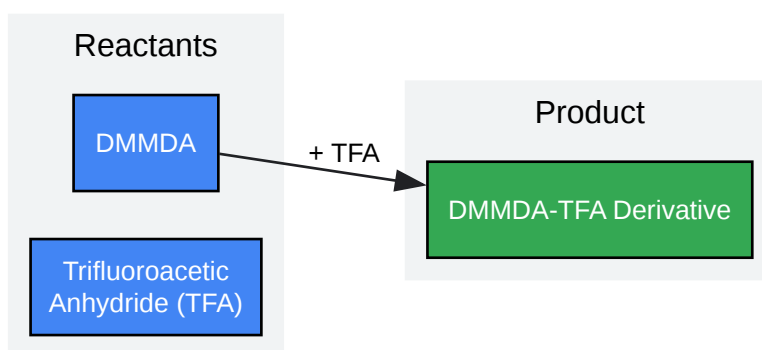 Reactants
DMMDA
Trifluoroacetic
Anhydride (TFA)
+ TFA
Product
DMMDA-TFA Derivative